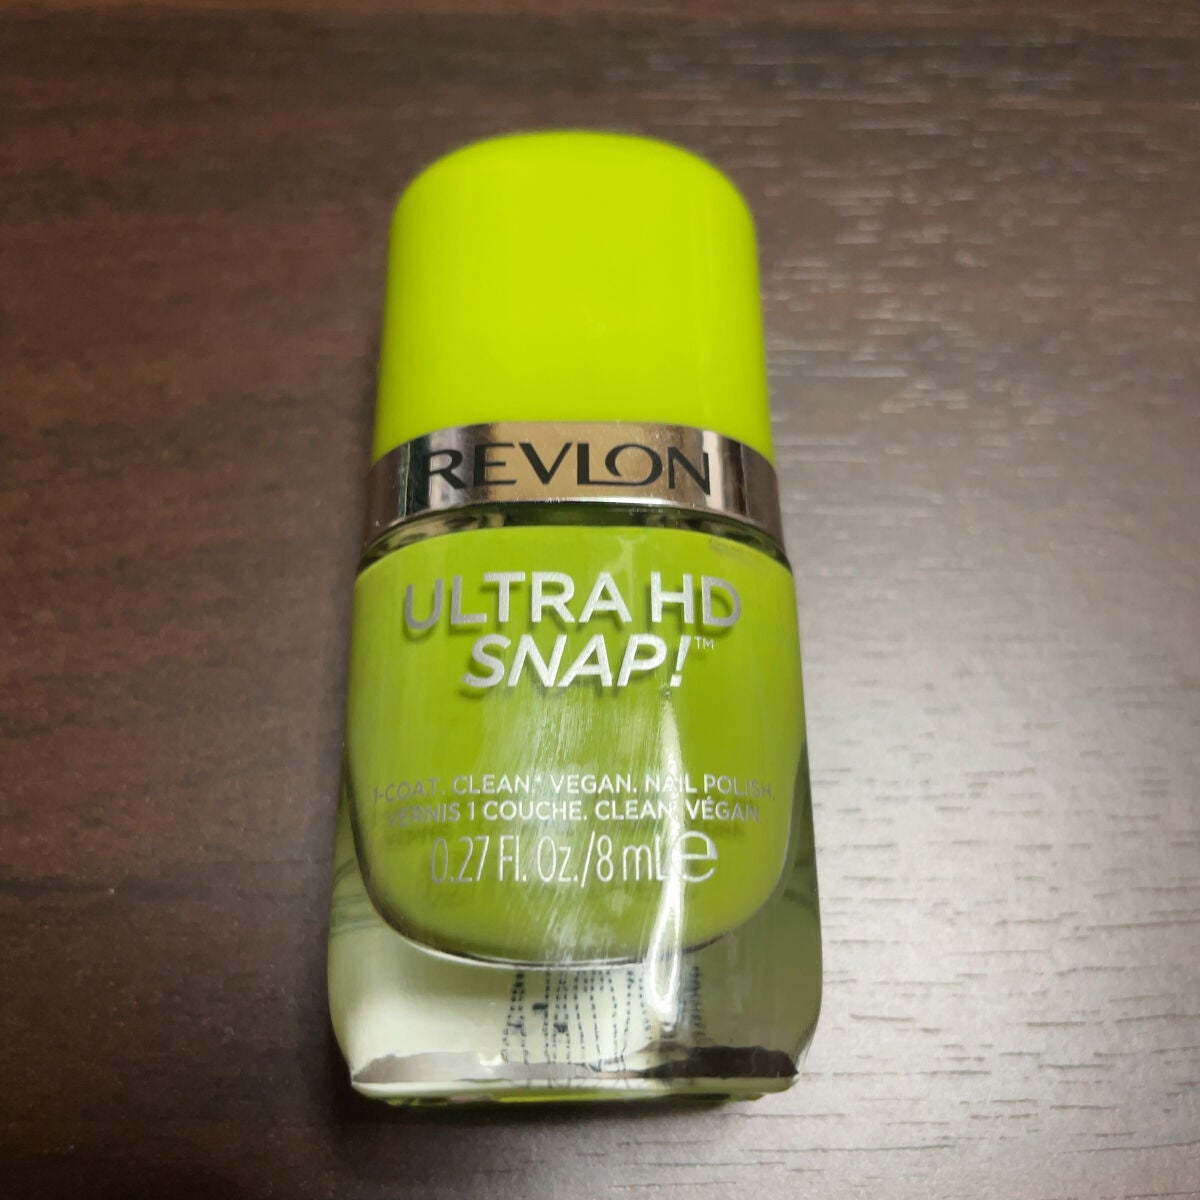 REVLON
ULTRA HD
SNAP!™
1-COAT. CLEAN.* VEGAN. NAIL POLISH.
VERNIS 1 COUCHE. CLEAN. VÉGAN.
0.27 Fl. Oz./8 mL e